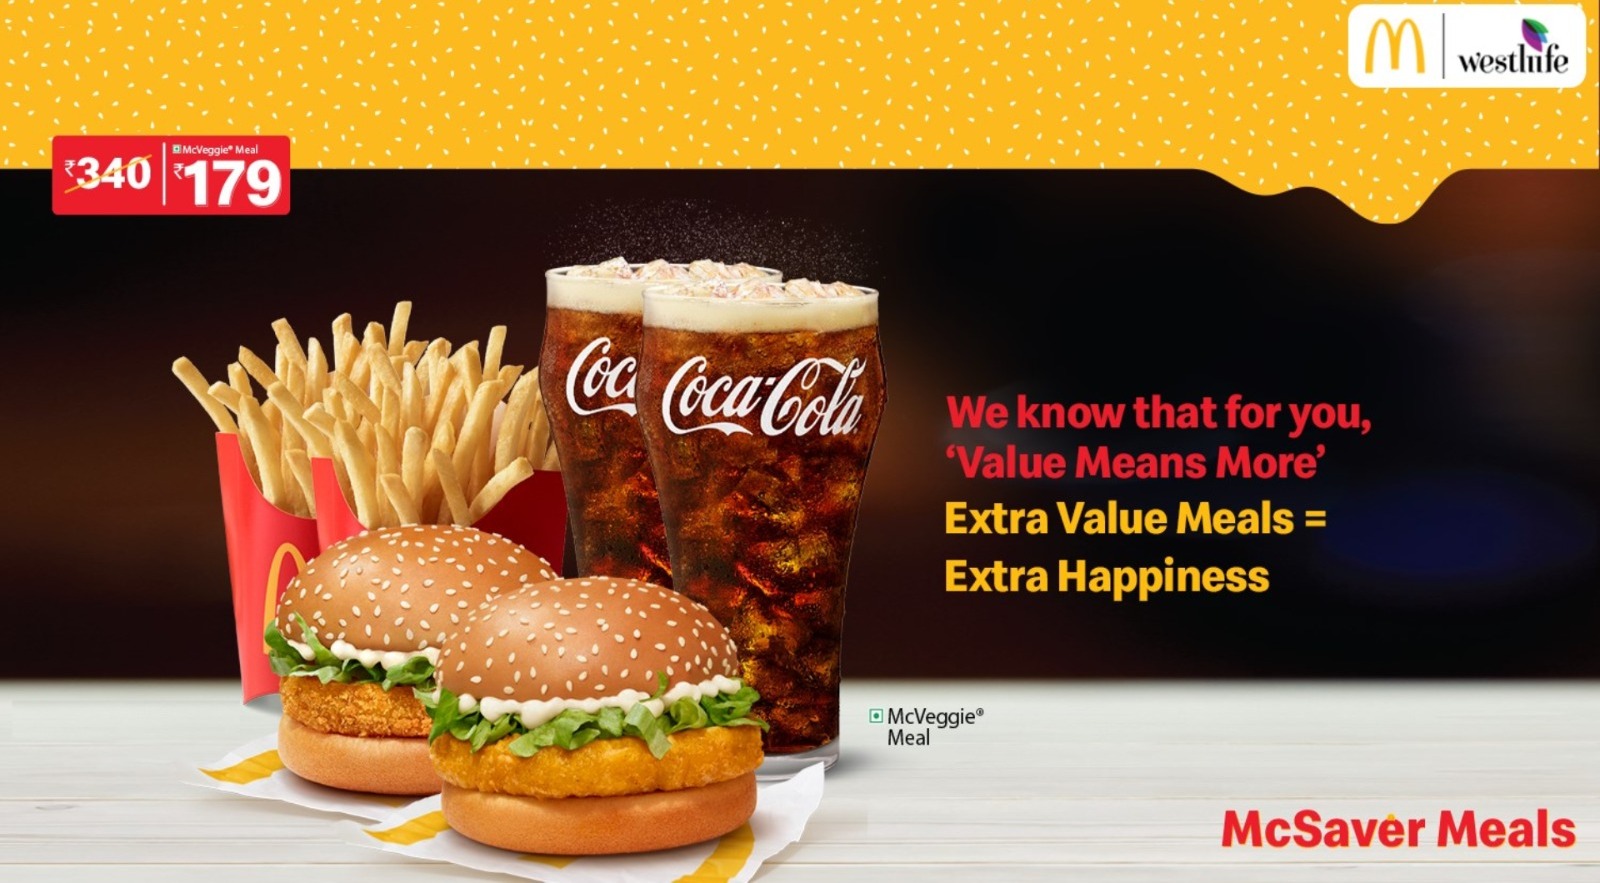 westlife
₹340
McVeggie® Meal
₹179
Coca
Coca-Cola
We know that for you,
‘Value Means More’
Extra Value Meals =
Extra Happiness
McVeggie®
Meal
McSaver Meals